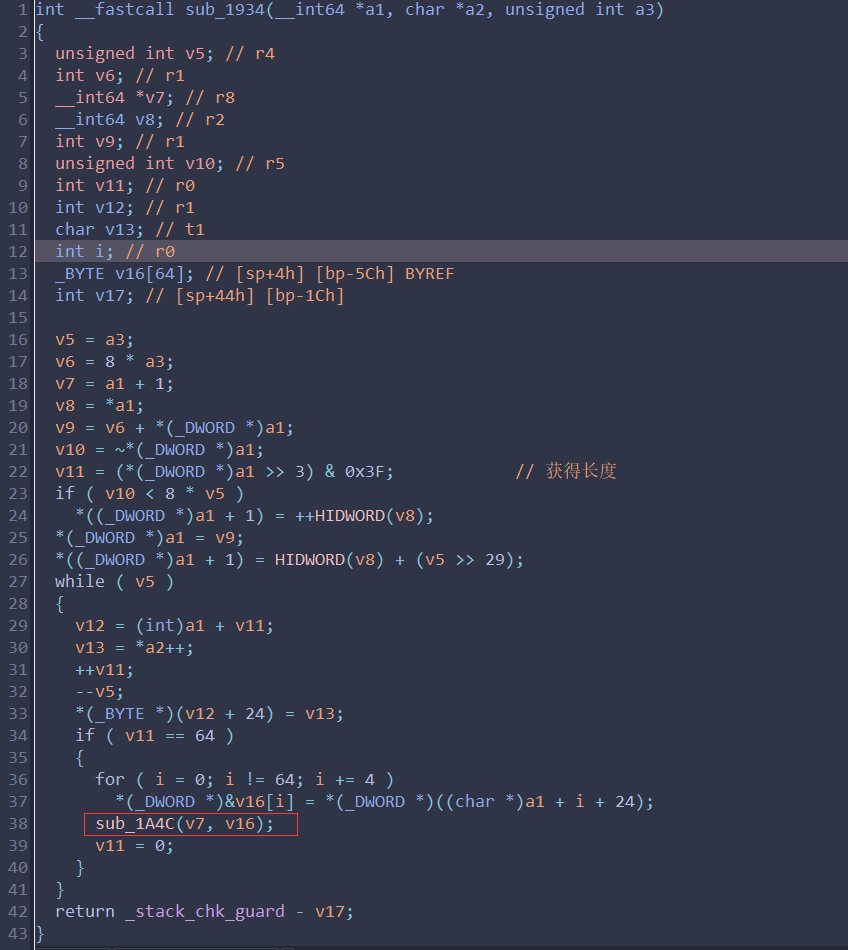 1 int __fastcall sub_1934(__int64 *a1, char *a2, unsigned int a3)
2 {
3   unsigned int v5; // r4
4   int v6; // r1
5   __int64 *v7; // r8
6   __int64 v8; // r2
7   int v9; // r1
8   unsigned int v10; // r5
9   int v11; // r0
10   int v12; // r1
11   char v13; // t1
12   int i; // r0
13   _BYTE v16[64]; // [sp+4h] [bp-5Ch] BYREF
14   int v17; // [sp+44h] [bp-1Ch]
15
16   v5 = a3;
17   v6 = 8 * a3;
18   v7 = a1 + 1;
19   v8 = *a1;
20   v9 = v6 + *(_DWORD *)a1;
21   v10 = ~*(_DWORD *)a1;
22   v11 = (*(_DWORD *)a1 >> 3) & 0x3F;            // 获得长度
23   if ( v10 < 8 * v5 )
24     *((_DWORD *)a1 + 1) = ++HIDWORD(v8);
25   *(_DWORD *)a1 = v9;
26   *((_DWORD *)a1 + 1) = HIDWORD(v8) + (v5 >> 29);
27   while ( v5 )
28   {
29     v12 = (int)a1 + v11;
30     v13 = *a2++;
31     ++v11;
32     --v5;
33     *(_BYTE *)(v12 + 24) = v13;
34     if ( v11 == 64 )
35     {
36       for ( i = 0; i != 64; i += 4 )
37         *(_DWORD *)&v16[i] = *(_DWORD *)((char *)a1 + i + 24);
38       sub_1A4C(v7, v16);
39       v11 = 0;
40     }
41   }
42   return _stack_chk_guard - v17;
43 }